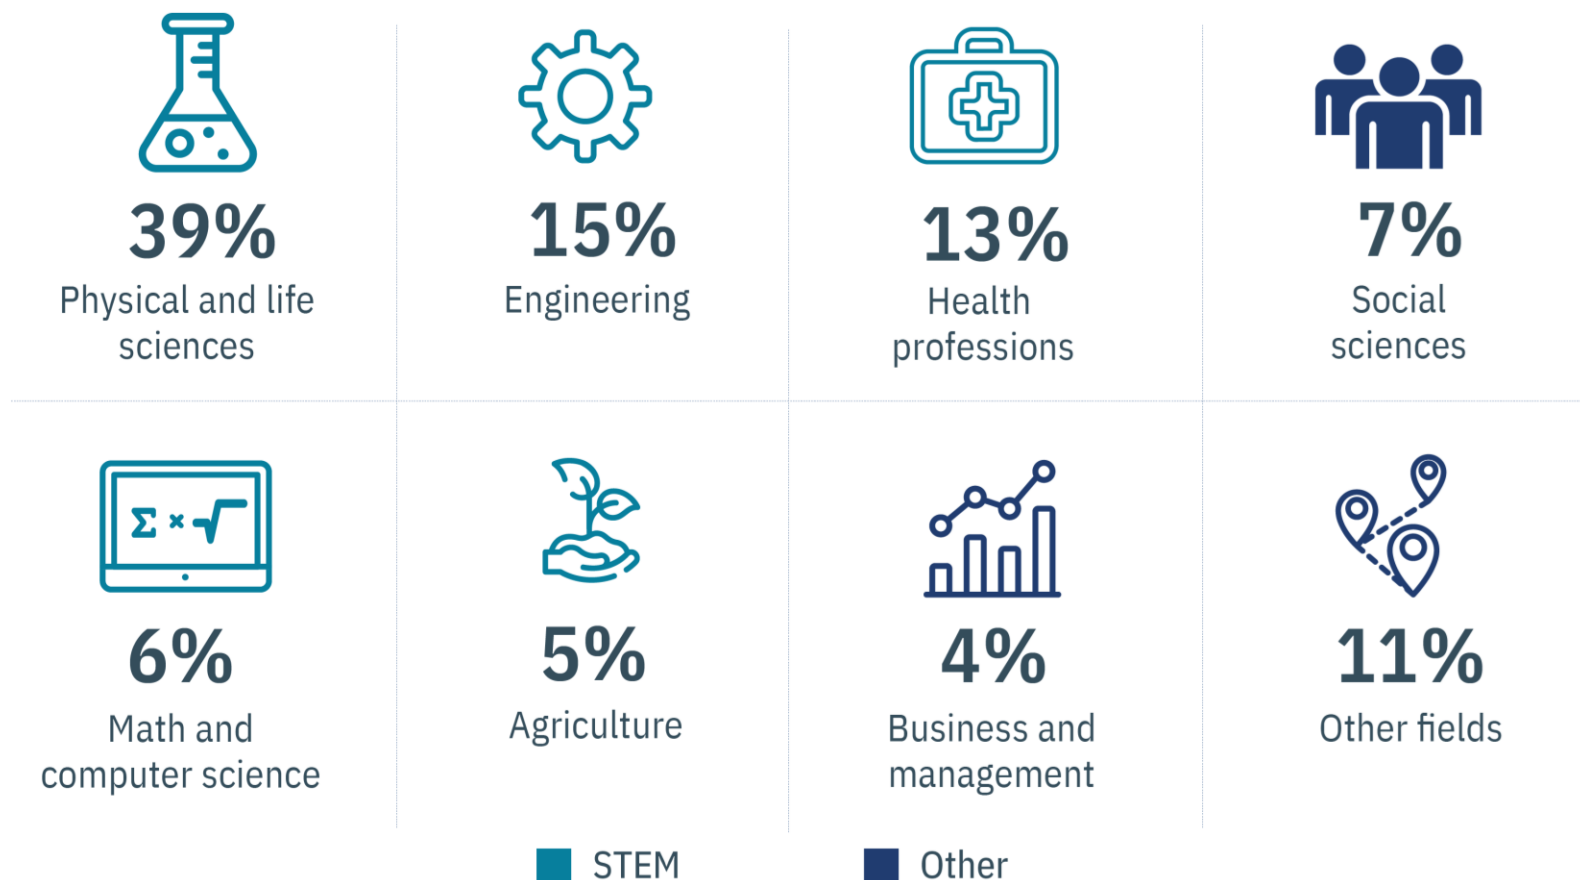 39%
Physical and life
sciences
15%
Engineering
13%
Health
professions
7%
Social
sciences
Σ × √
6%
Math and
computer science
5%
Agriculture
4%
Business and
management
11%
Other fields
STEM
Other